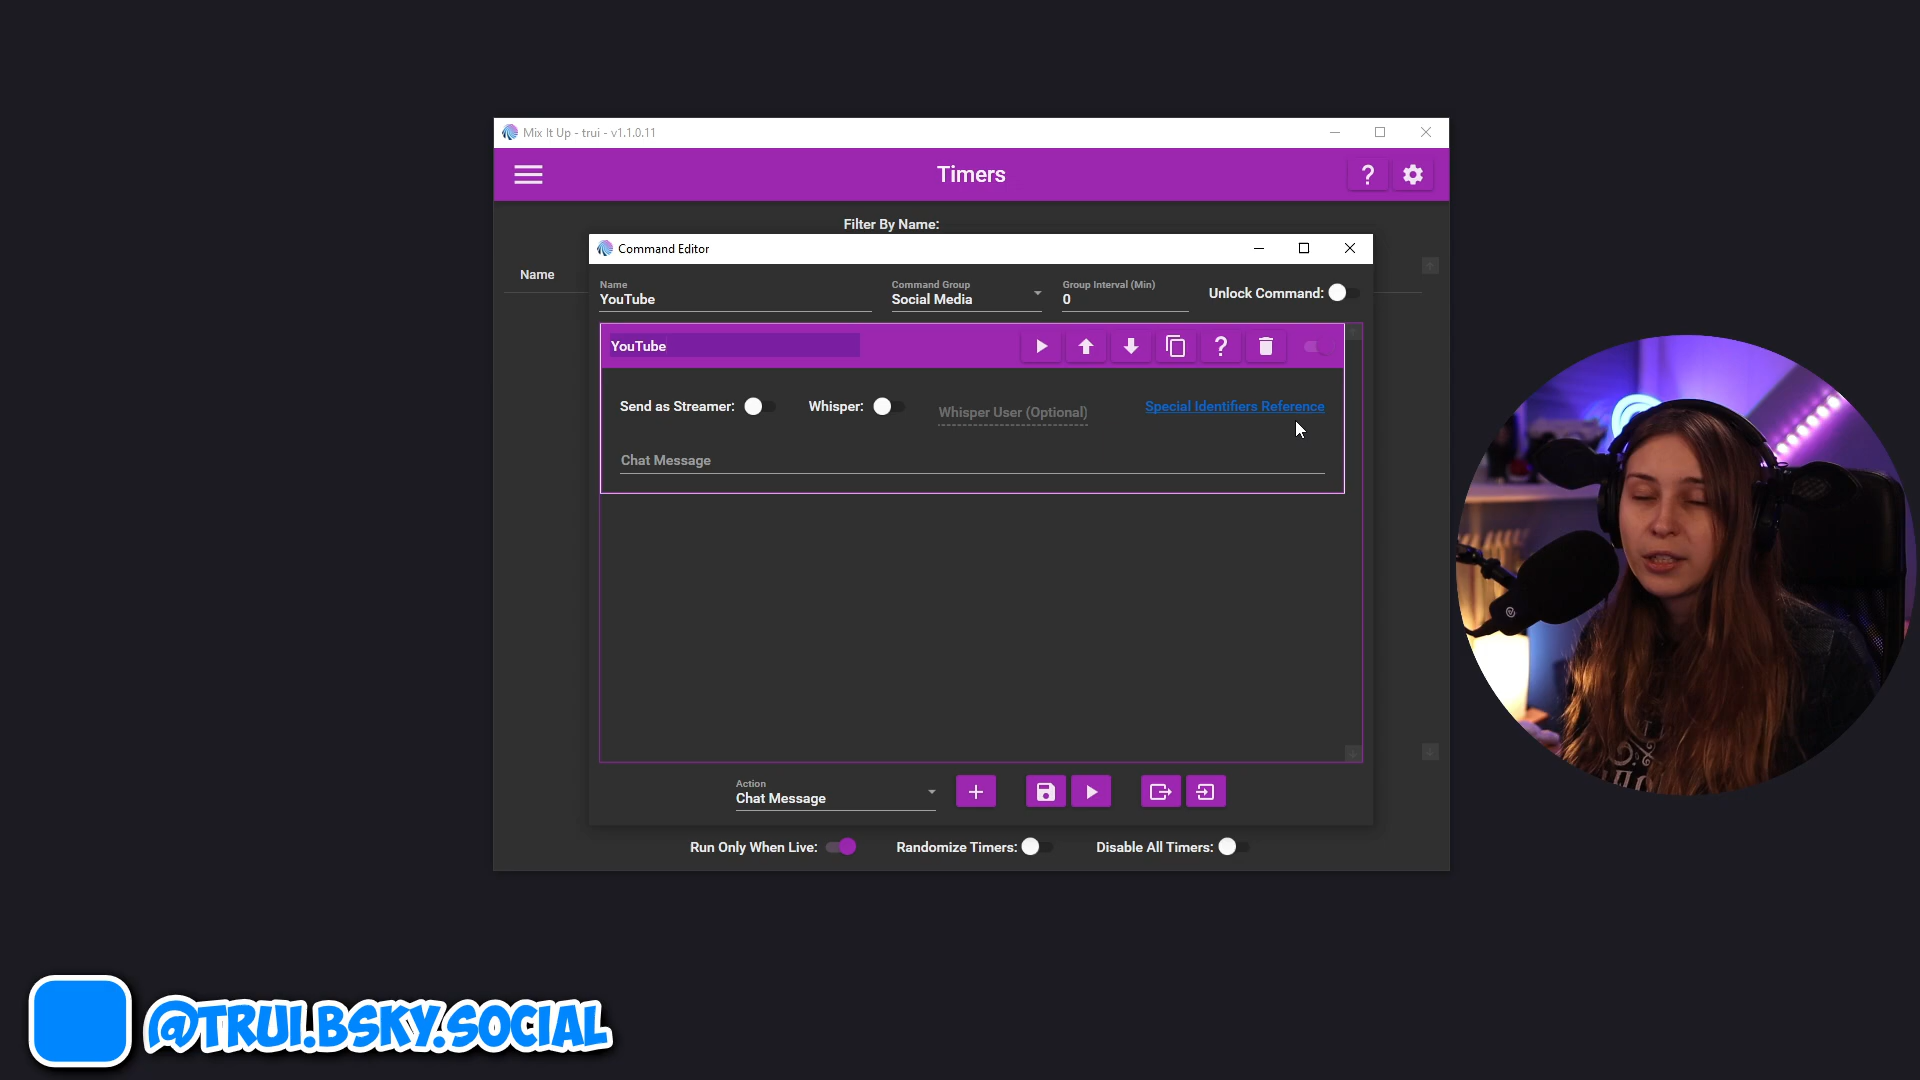 Mix It Up - trui - v1.1.0.11
Timers
?
Filter By Name:
Name
Command Editor
Name
YouTube
Command Group
Social Media
Group Interval (Min)
0
Unlock Command:
YouTube
?
Send as Streamer:
Whisper:
Whisper User (Optional)
Special Identifiers Reference
Chat Message
Action
Chat Message
Run Only When Live:
Randomize Timers:
Disable All Timers:
@TRUI.BSKY.SOCIAL